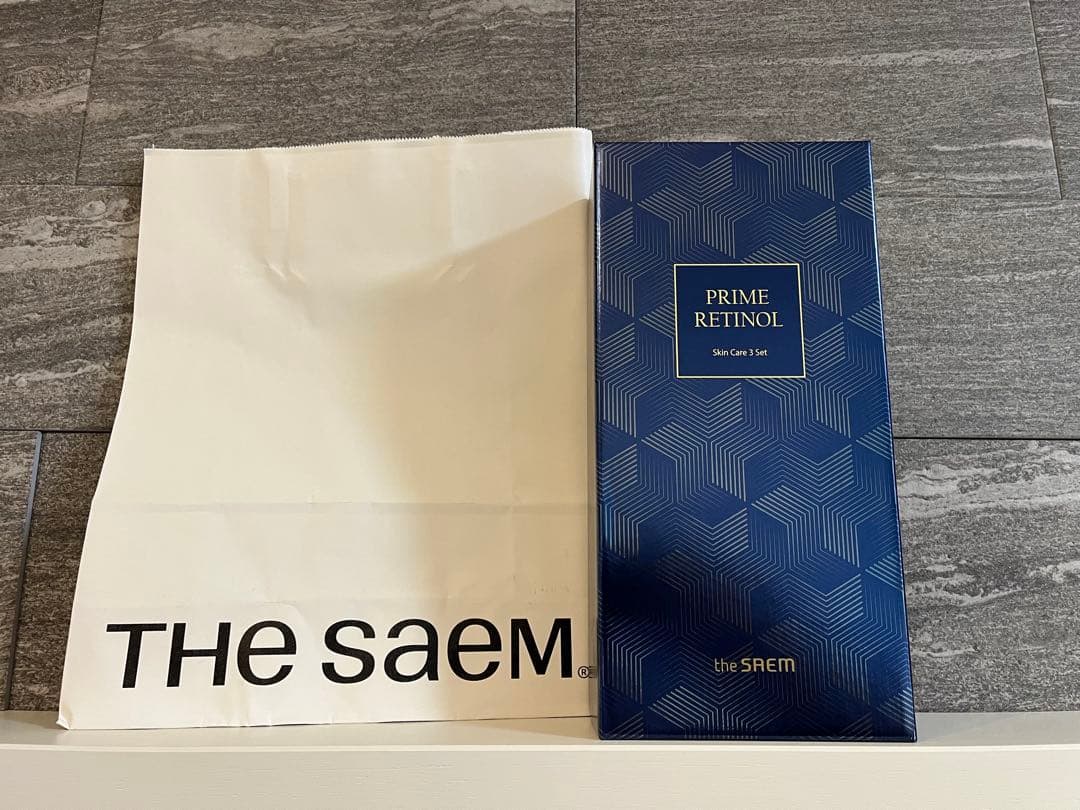 THe SaeM®
PRIME
RETINOL
Skin Care 3 Set
the SAEM